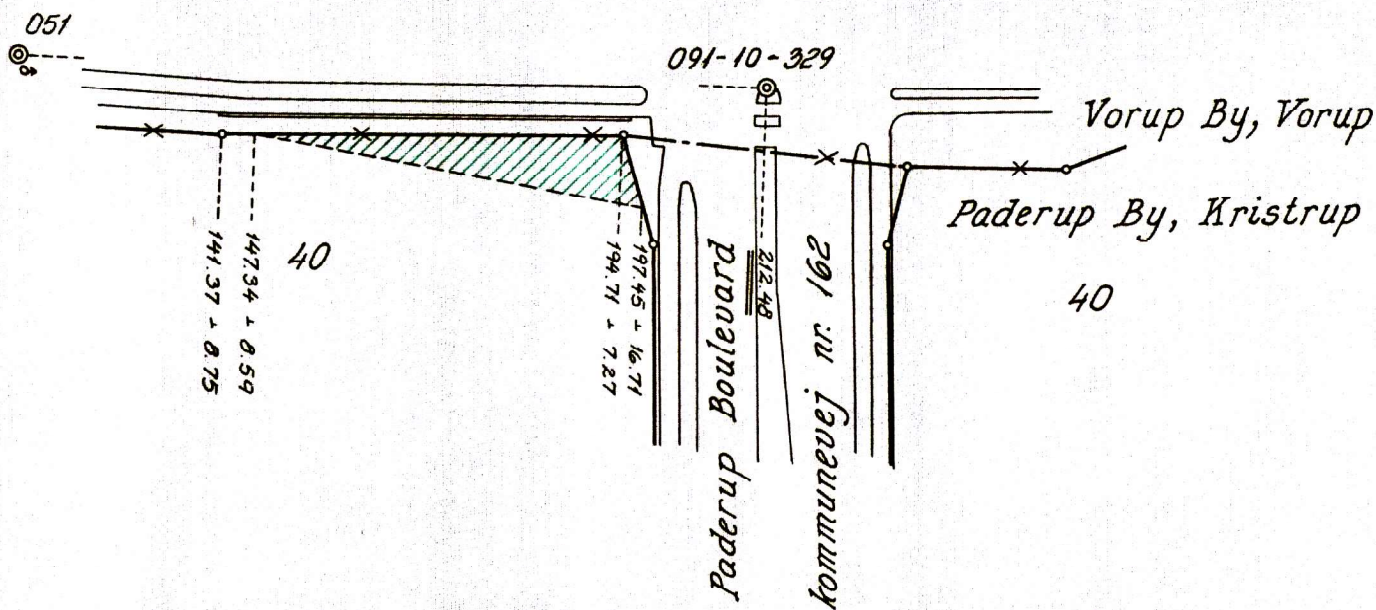 051
091-10-329
Vorup By, Vorup
Paderup By, Kristrup
40
40
141.37 - 8.75
147.34 - 8.59
194.71 - 7.27
197.45 - 16.71
212.48
Paderup Boulevard
kommunevej nr. 162